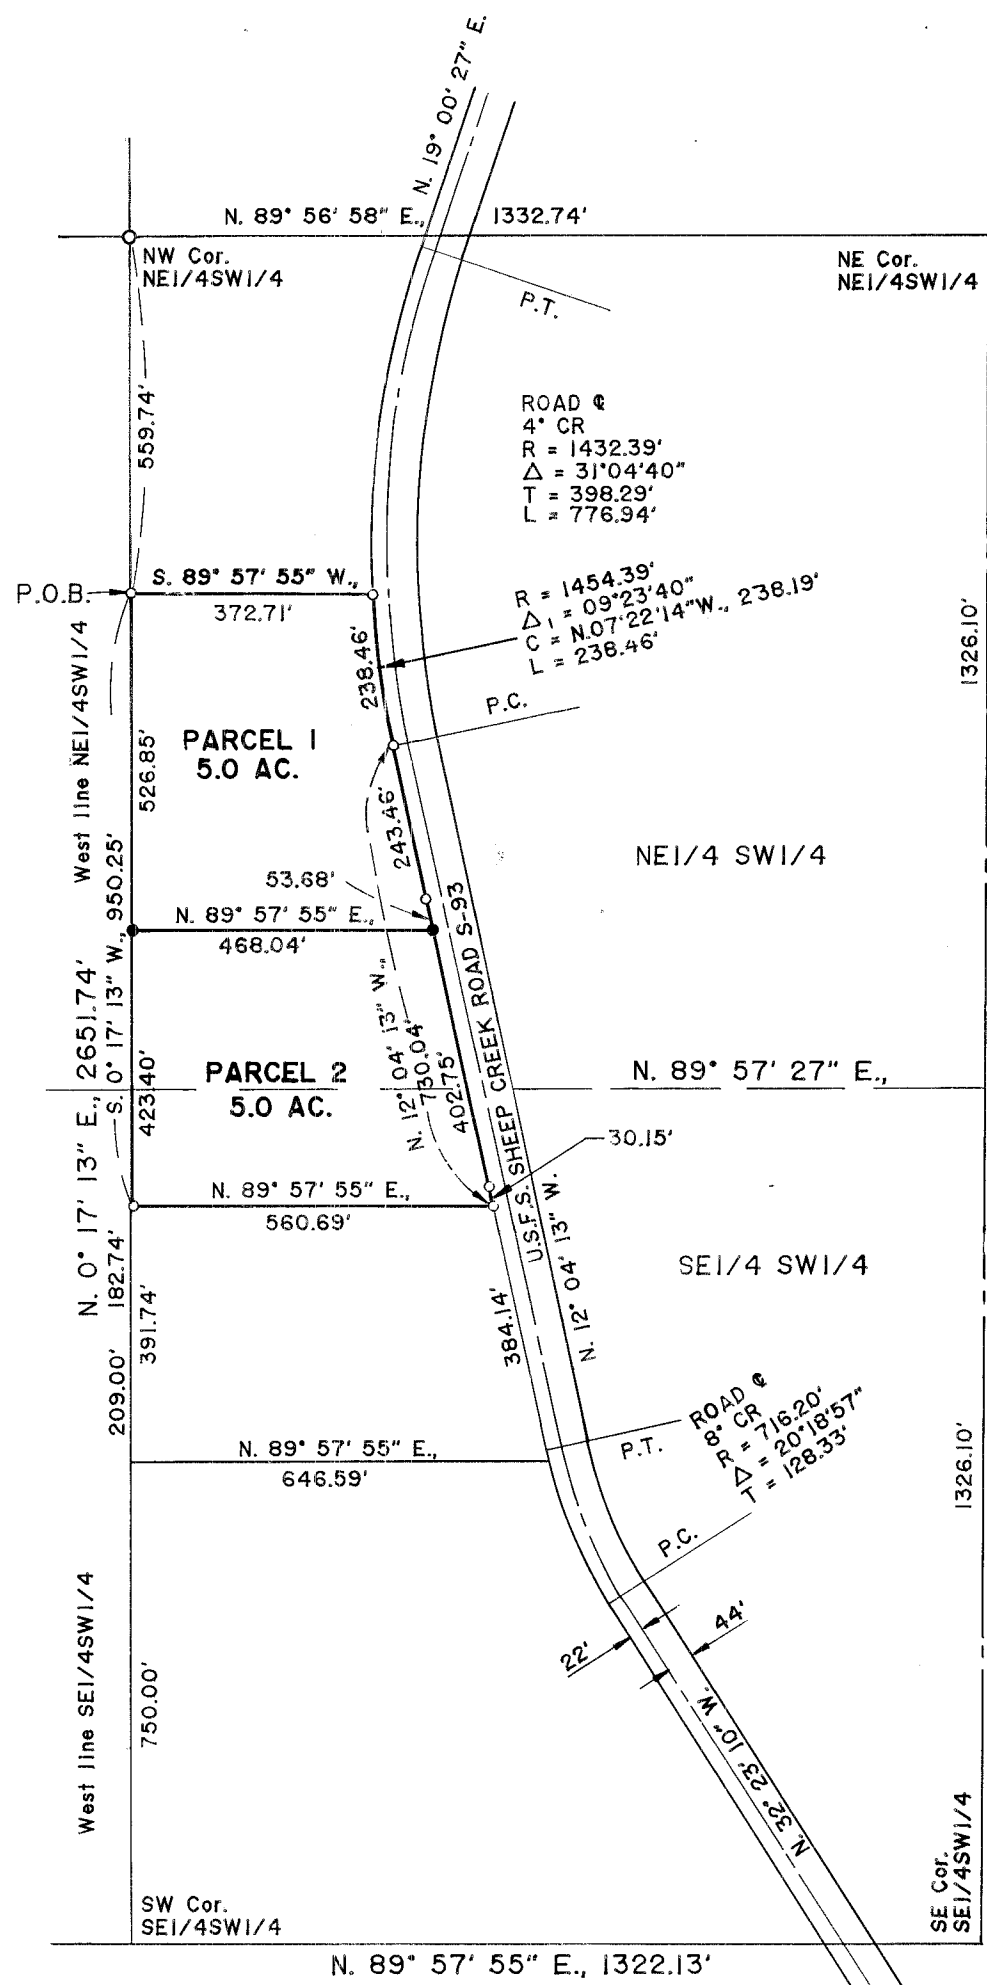 N. 19° 00' 27" E.
N. 89° 56' 58" E., 1332.74'
NW Cor.
NE1/4SW1/4
NE Cor.
NE1/4SW1/4
P.T.
559.74'
ROAD ℄
4° CR
R = 1432.39'
△ = 31°04'40"
T = 398.29'
L = 776.94'
P.O.B.
S. 89° 57' 55" W.,
372.71'
R = 1454.39'
△1 = 09°23'40"
C = N.07°22'14"W., 238.19'
L = 238.46'
238.46'
1326.10'
West line NE1/4SW1/4
P.C.
PARCEL 1
5.0 AC.
526.85'
243.46'
NE1/4 SW1/4
53.68'
N. 89° 57' 55" E.,
468.04'
S. 0° 17' 13" W., 950.25'
N. 0° 17' 13" E., 2651.74'
N. 12° 04' 13" W.,
730.04'
402.75'
U.S.F.S. SHEEP CREEK ROAD S-93
PARCEL 2
5.0 AC.
423.40'
N. 89° 57' 27" E.,
30.15'
N. 89° 57' 55" E.,
560.69'
182.74'
209.00'
391.74'
384.14'
N. 12° 04' 13" W.
SE1/4 SW1/4
ROAD ℄
8° CR
R = 716.20'
△ = 20°18'57"
T = 128.33'
P.T.
N. 89° 57' 55" E.,
646.59'
P.C.
1326.10'
22'
44'
West line SE1/4SW1/4
750.00'
N. 32° 23' 10" W.
SW Cor.
SE1/4SW1/4
SE Cor.
SE1/4SW1/4
N. 89° 57' 55" E., 1322.13'